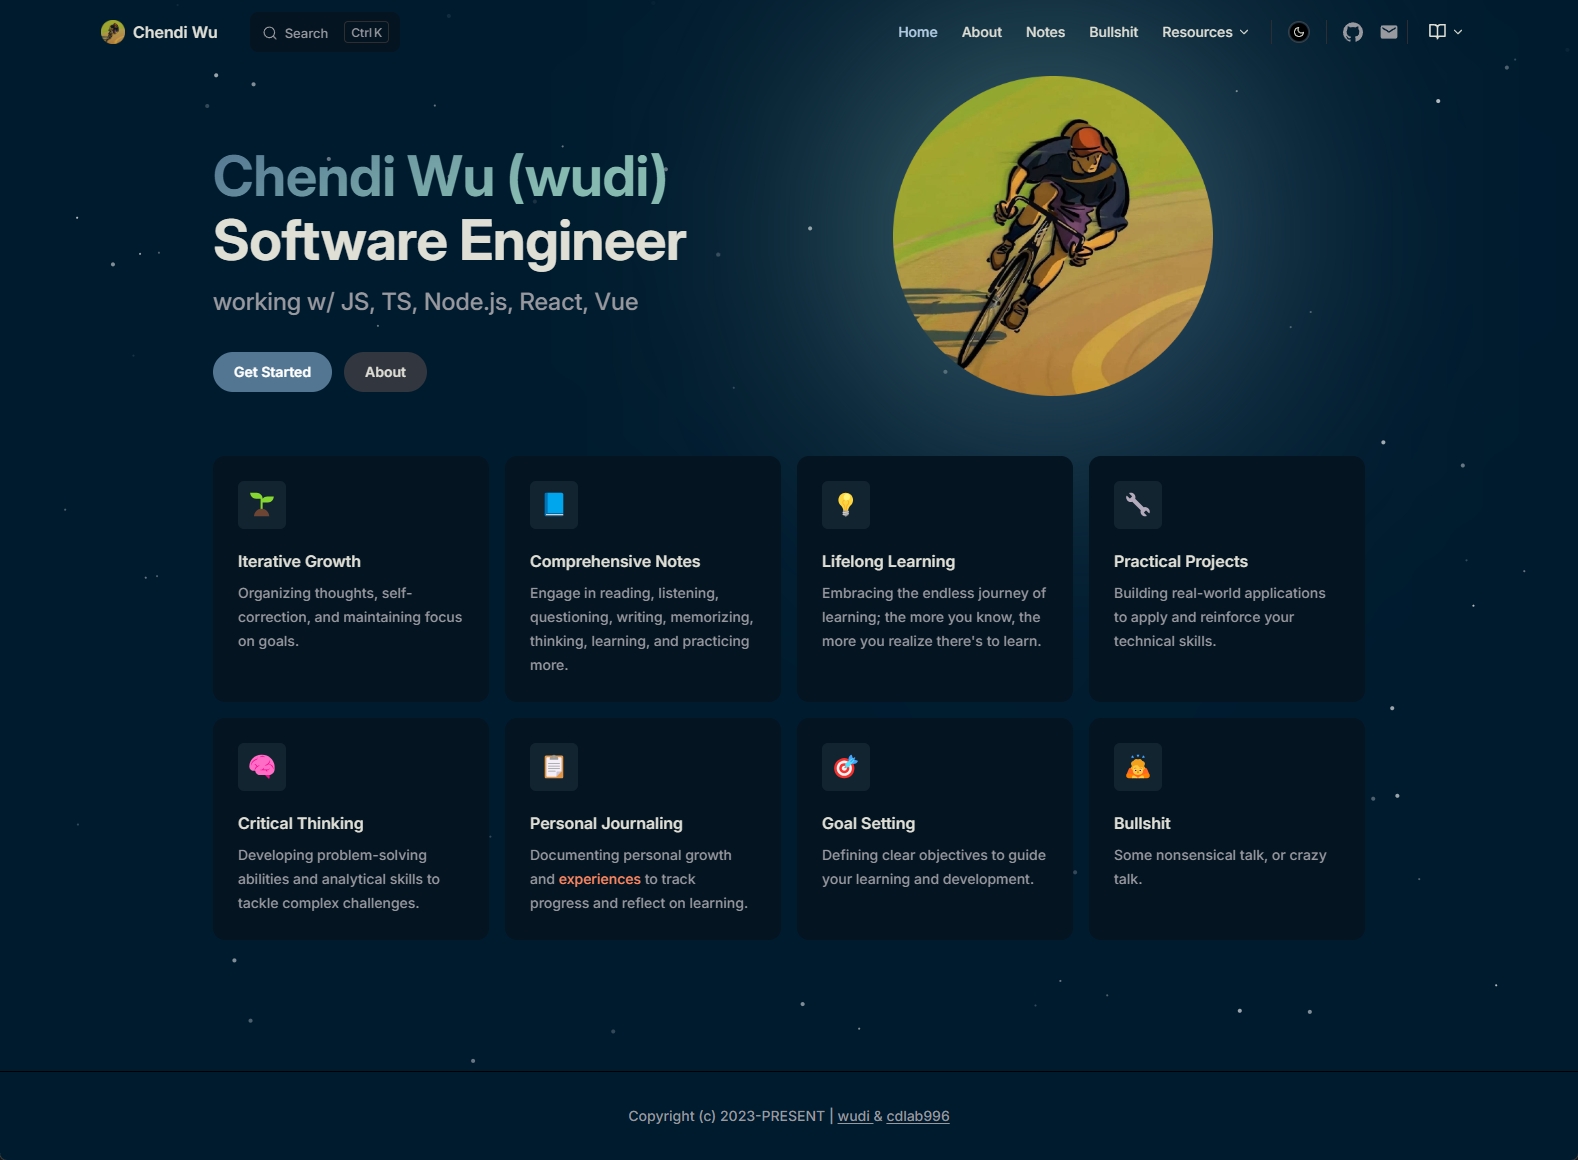 Chendi Wu
Search Ctrl K
Home About Notes Bullshit Resources
Chendi Wu (wudi)
Software Engineer
working w/ JS, TS, Node.js, React, Vue
Get Started About
Iterative Growth
Organizing thoughts, self-
correction, and maintaining focus
on goals.
Comprehensive Notes
Engage in reading, listening,
questioning, writing, memorizing,
thinking, learning, and practicing
more.
Lifelong Learning
Embracing the endless journey of
learning; the more you know, the
more you realize there's to learn.
Practical Projects
Building real-world applications
to apply and reinforce your
technical skills.
Critical Thinking
Developing problem-solving
abilities and analytical skills to
tackle complex challenges.
Personal Journaling
Documenting personal growth
and experiences to track
progress and reflect on learning.
Goal Setting
Defining clear objectives to guide
your learning and development.
Bullshit
Some nonsensical talk, or crazy
talk.
Copyright (c) 2023-PRESENT | wudi & cdlab996